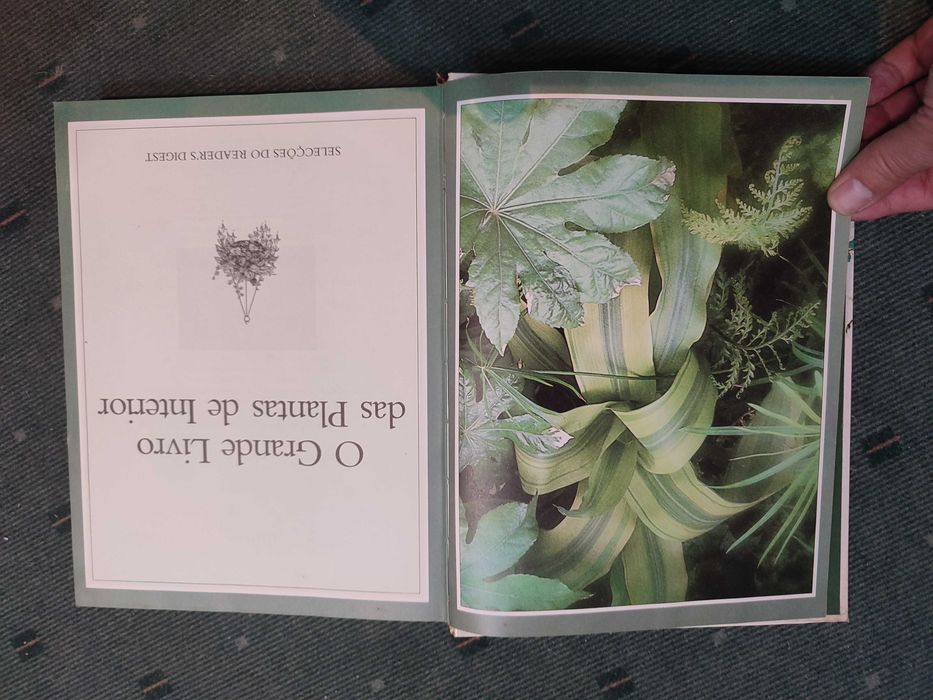 O Grande Livro
das Plantas de Interior
SELECÇÕES DO READER'S DIGEST